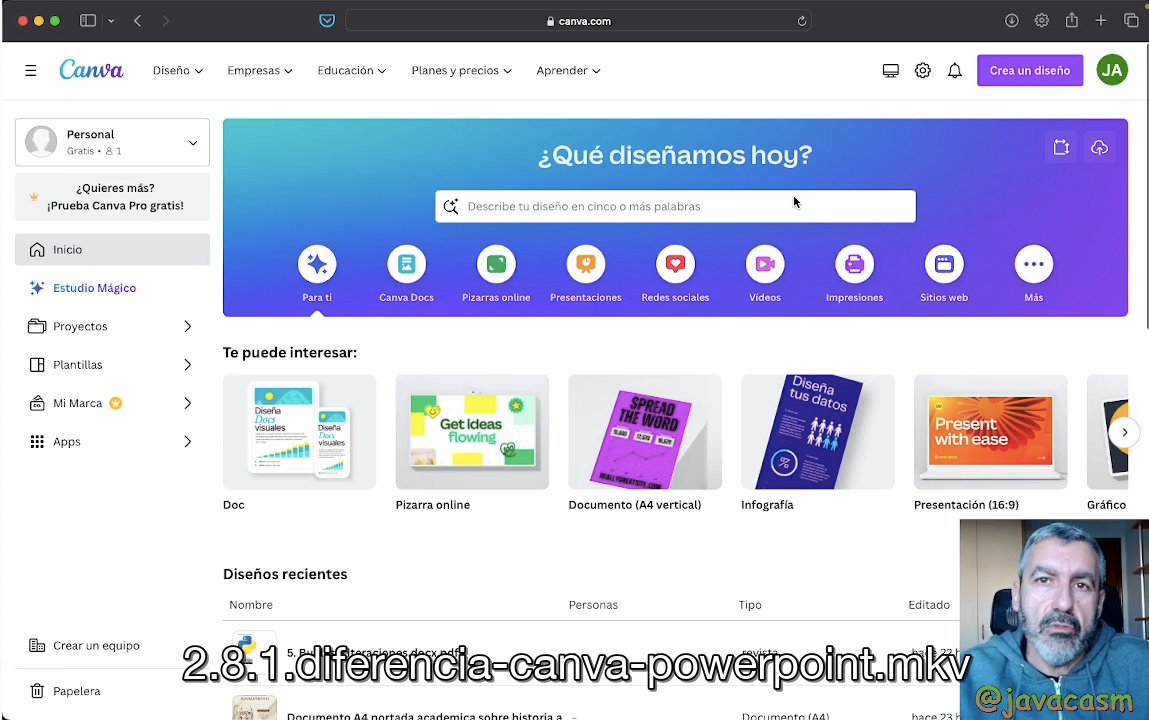 canva.com
Canva
Diseño
Empresas
Educación
Planes y precios
Aprender
Crea un diseño
JA
Personal
Gratis • 1
¿Quieres más?
¡Prueba Canva Pro gratis!
Inicio
Estudio Mágico
Proyectos
Plantillas
Mi Marca
Apps
Crear un equipo
Papelera
¿Qué diseñamos hoy?
Describe tu diseño en cinco o más palabras
Para ti
Canva Docs
Pizarras online
Presentaciones
Redes sociales
Vídeos
Impresiones
Sitios web
Más
Te puede interesar:
Diseña
Docs
visuales
Diseña
Docs
visuales
Get ideas
flowing
SPREAD
THE WORD
Diseña
tus datos
Present
with ease
Doc
Pizarra online
Documento (A4 vertical)
Infografía
Presentación (16:9)
Gráfico
Diseños recientes
Nombre
Personas
Tipo
Editado
revista
hace 22 h
2.8.1.diferencia-canva-powerpoint.mkv
Documento A4 portada academica sobre historia a
Documento (A4)
hace 23 h
@javacasm